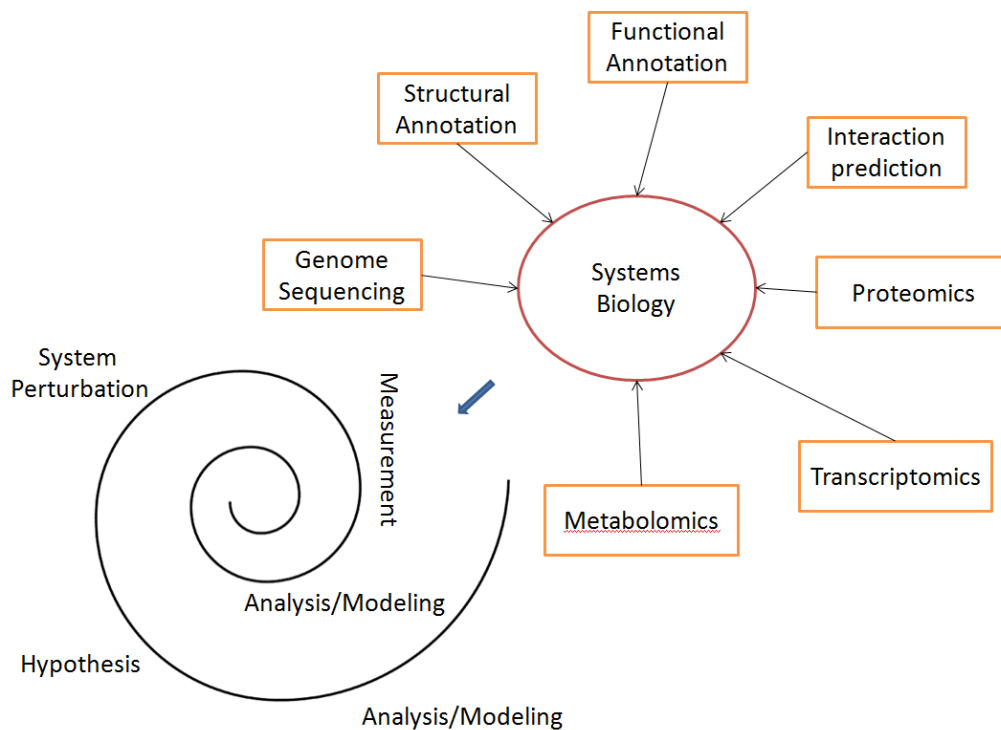 Functional
Annotation
Structural
Annotation
Interaction
prediction
Genome
Sequencing
Systems
Biology
Proteomics
System
Perturbation
Measurement
Transcriptomics
Metabolomics
Analysis/Modeling
Hypothesis
Analysis/Modeling